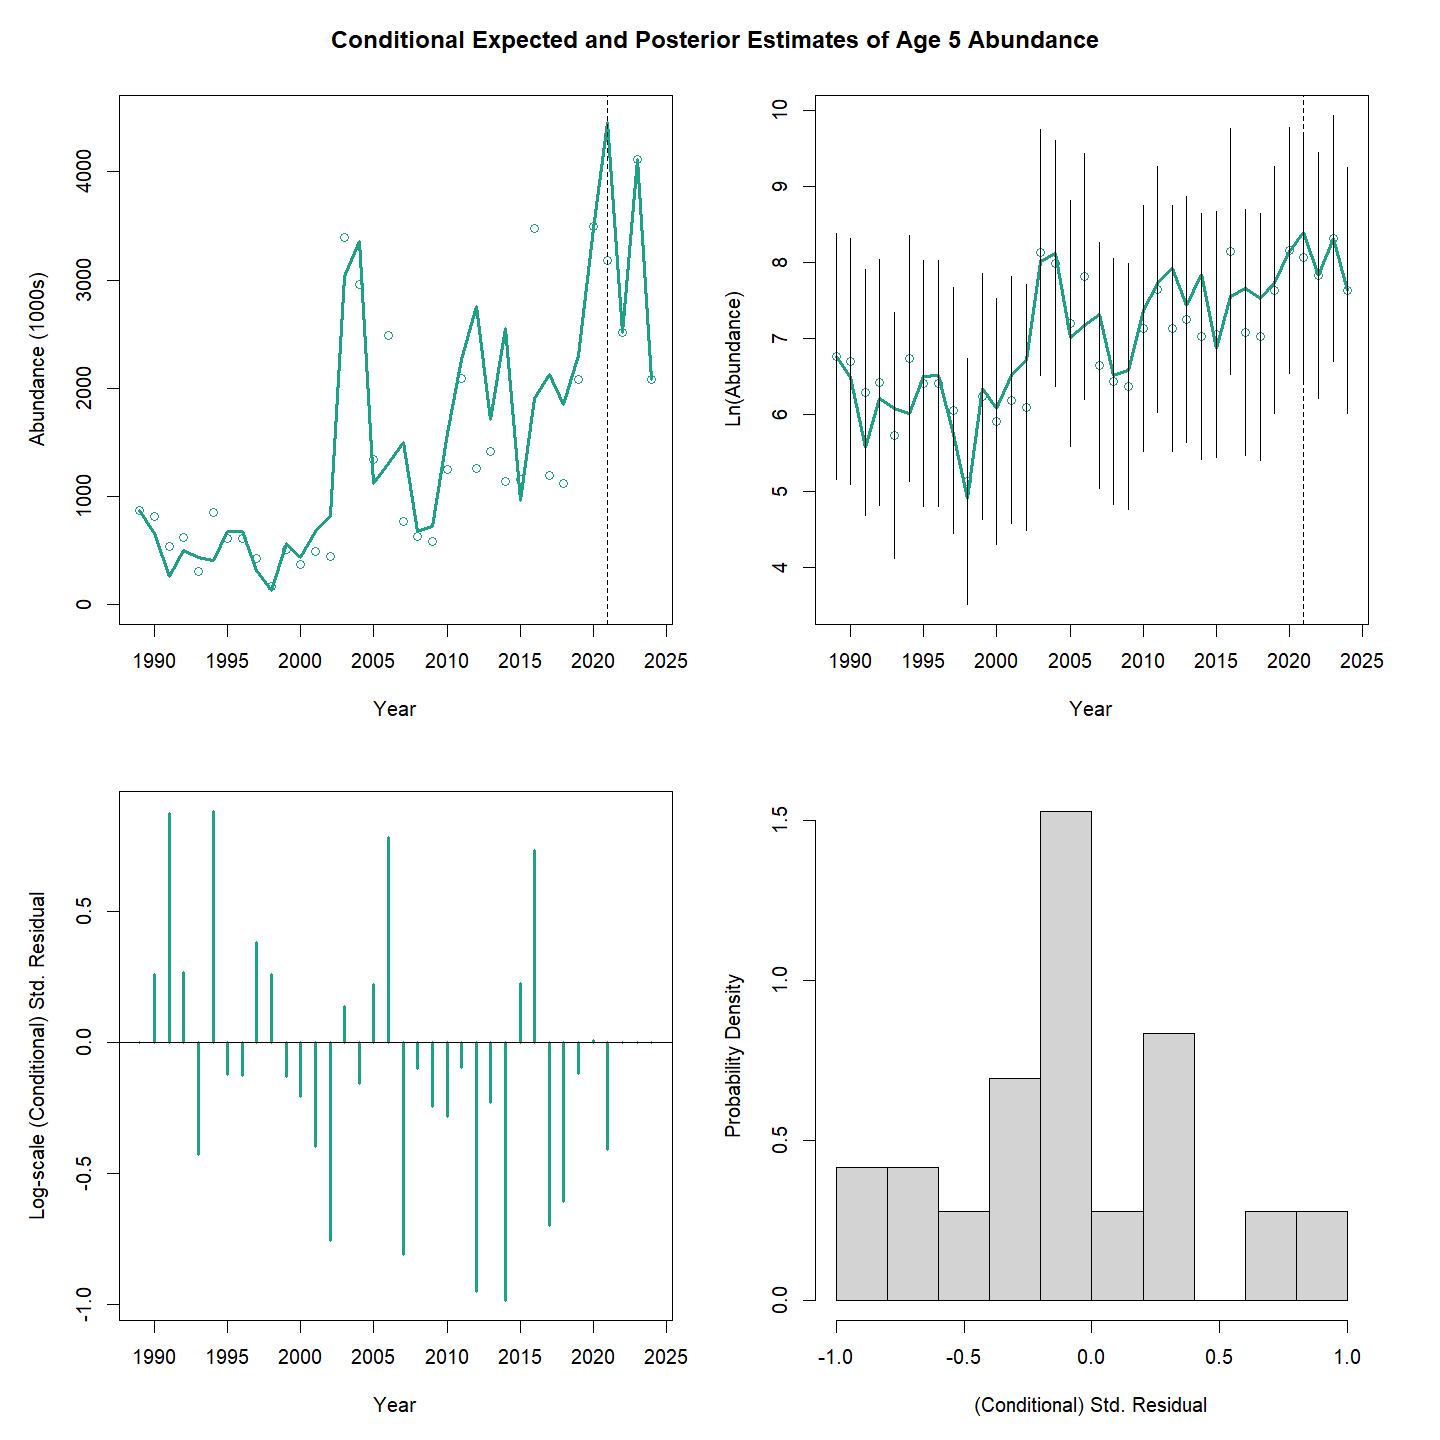 Conditional Expected and Posterior Estimates of Age 5 Abundance
Abundance (1000s)
4000
3000
2000
1000
0
1990 1995 2000 2005 2010 2015 2020 2025
Year
Ln(Abundance)
10
9
8
7
6
5
4
1990 1995 2000 2005 2010 2015 2020 2025
Year
Log-scale (Conditional) Std. Residual
0.5
0.0
-0.5
-1.0
1990 1995 2000 2005 2010 2015 2020 2025
Year
Probability Density
1.5
1.0
0.5
0.0
-1.0 -0.5 0.0 0.5 1.0
(Conditional) Std. Residual